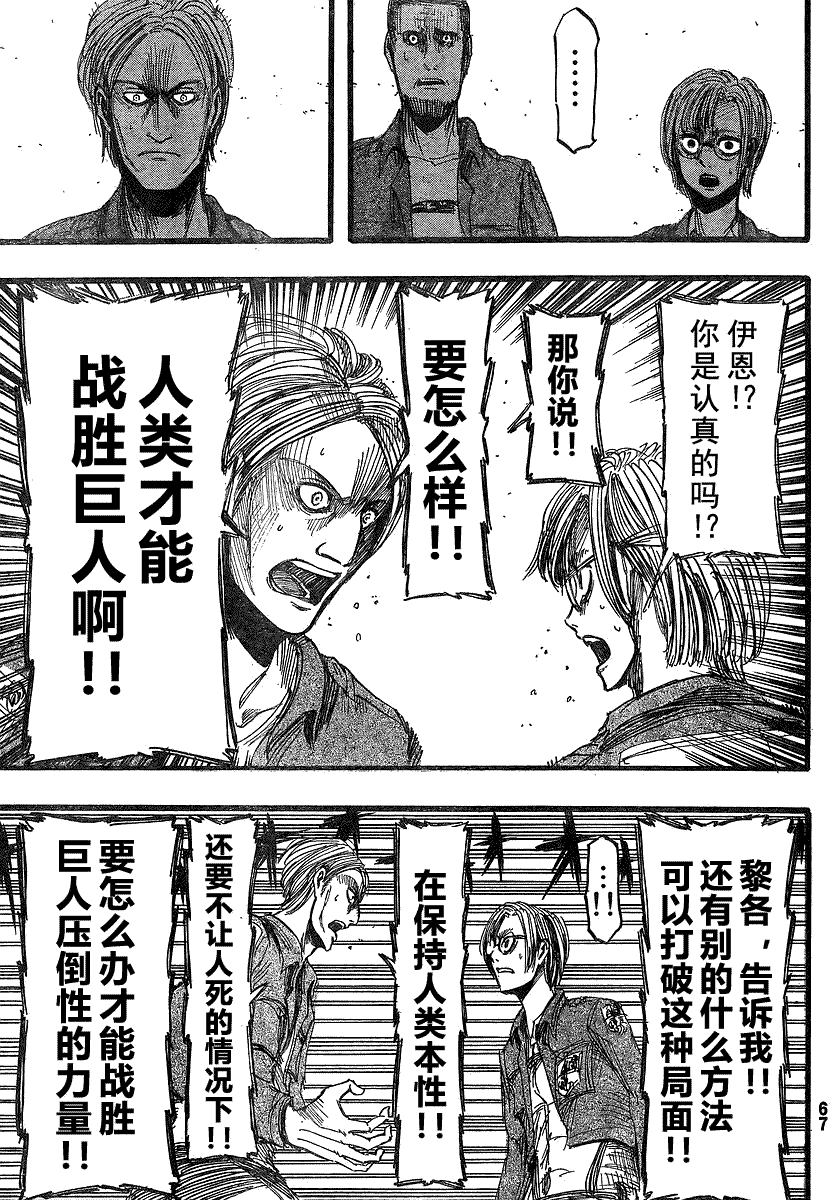 ……
伊恩!?
你是认真的吗!?
那你说!!
要怎么样!!
人类才能
战胜巨人啊!!
黎各，告诉我!!
还有别的什么方法
可以打破这种局面!!
…!!
在保持人类本性!!
还要不让人死的情况下!!
要怎么办才能战胜
巨人压倒性的力量!!
67